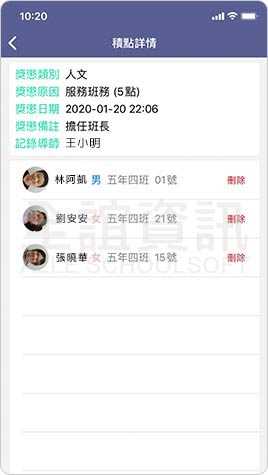 10:20
積點詳情
獎懲類別 人文
獎懲原因 服務班務 (5點)
獎懲日期 2020-01-20 22:06
獎懲備註 擔任班長
記錄導師 王小明
林阿凱 男 五年四班 01號 刪除
劉安安 女 五年四班 21號 刪除
張曉華 女 五年四班 15號 刪除
全誼資訊
ALLE SCHOOLSOFT